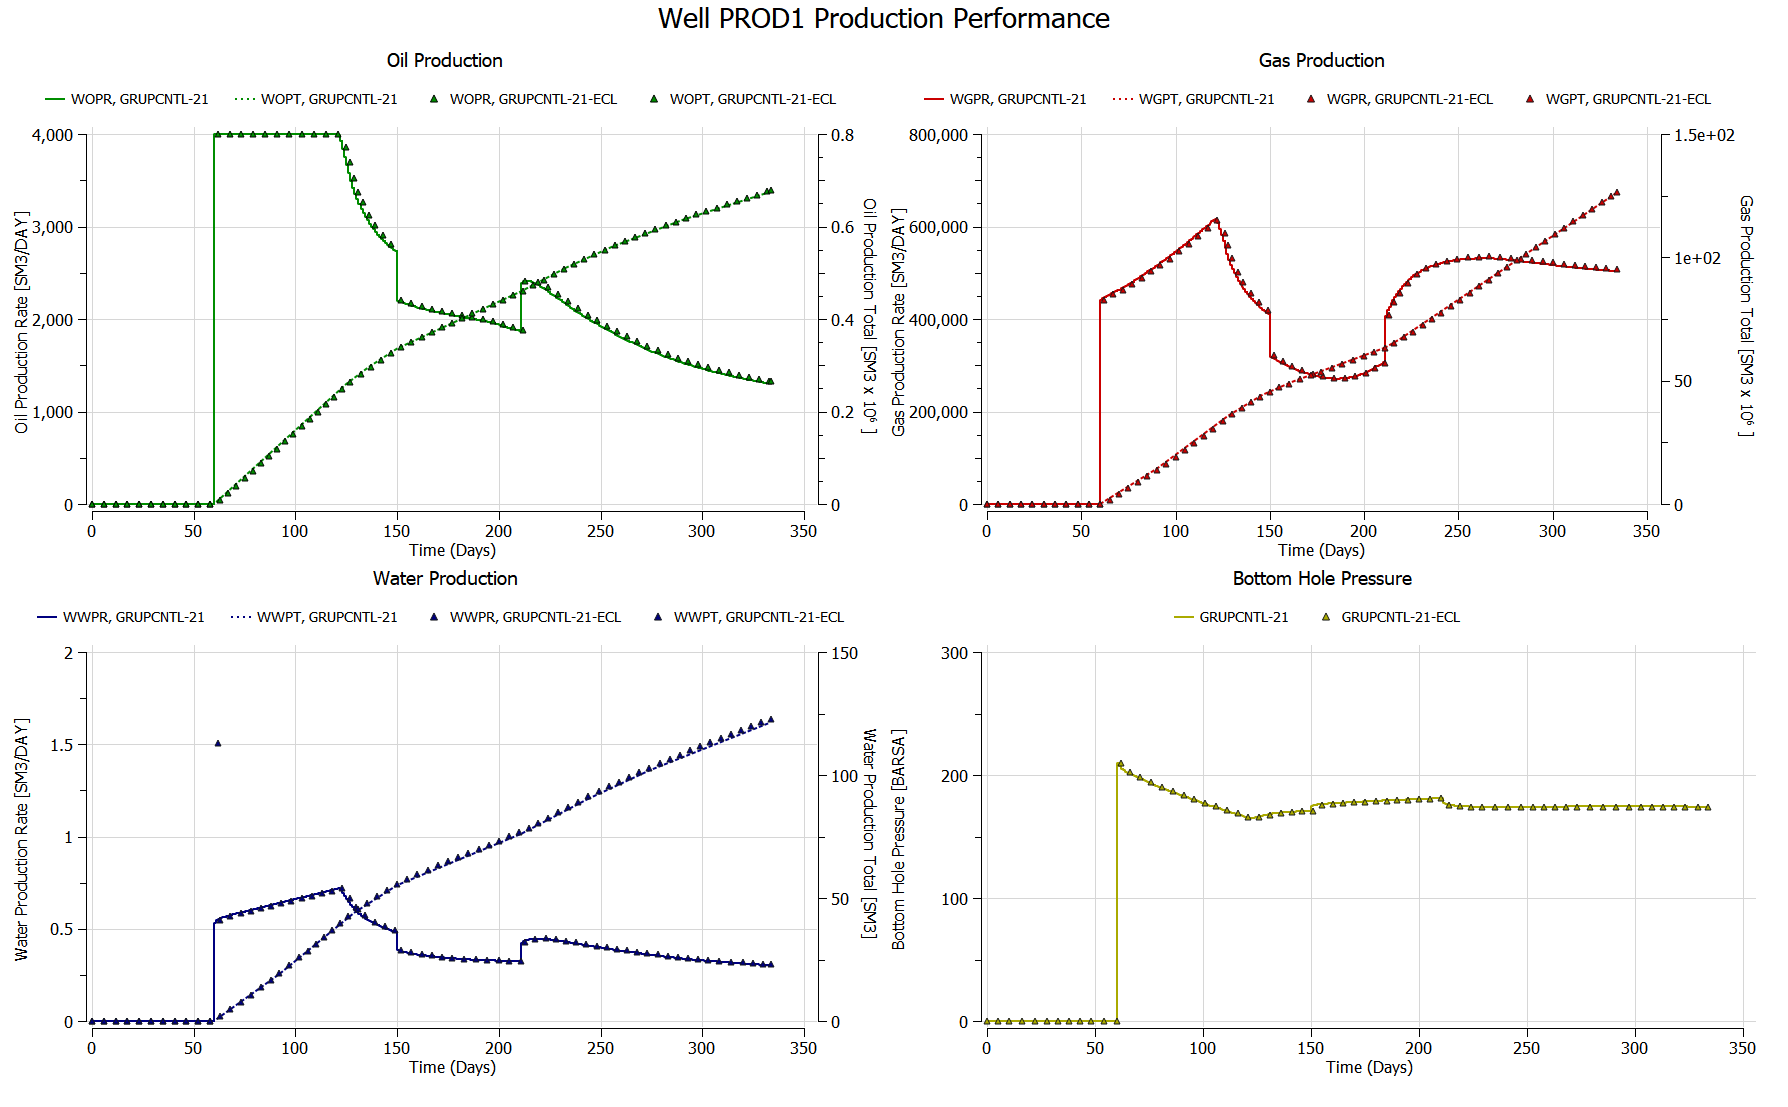 Well PROD1 Production Performance
Oil Production
WOPR, GRUPCNTL-21 WOPT, GRUPCNTL-21 WOPR, GRUPCNTL-21-ECL WOPT, GRUPCNTL-21-ECL
4,000
3,000
2,000
1,000
0
Oil Production Rate [SM3/DAY]
0.8
0.6
0.4
0.2
0
Oil Production Total [SM3 x 10⁶ ]
0 50 100 150 200 250 300 350
Time (Days)
Gas Production
WGPR, GRUPCNTL-21 WGPT, GRUPCNTL-21 WGPR, GRUPCNTL-21-ECL WGPT, GRUPCNTL-21-ECL
800,000
600,000
400,000
200,000
0
Gas Production Rate [SM3/DAY]
1.5e+02
1e+02
50
0
Gas Production Total [SM3 x 10⁶ ]
0 50 100 150 200 250 300 350
Time (Days)
Water Production
WWPR, GRUPCNTL-21 WWPT, GRUPCNTL-21 WWPR, GRUPCNTL-21-ECL WWPT, GRUPCNTL-21-ECL
2
1.5
1
0.5
0
Water Production Rate [SM3/DAY]
150
100
50
0
Water Production Total [SM3]
0 50 100 150 200 250 300 350
Time (Days)
Bottom Hole Pressure
GRUPCNTL-21 GRUPCNTL-21-ECL
300
200
100
0
Bottom Hole Pressure [BARSA]
0 50 100 150 200 250 300 350
Time (Days)